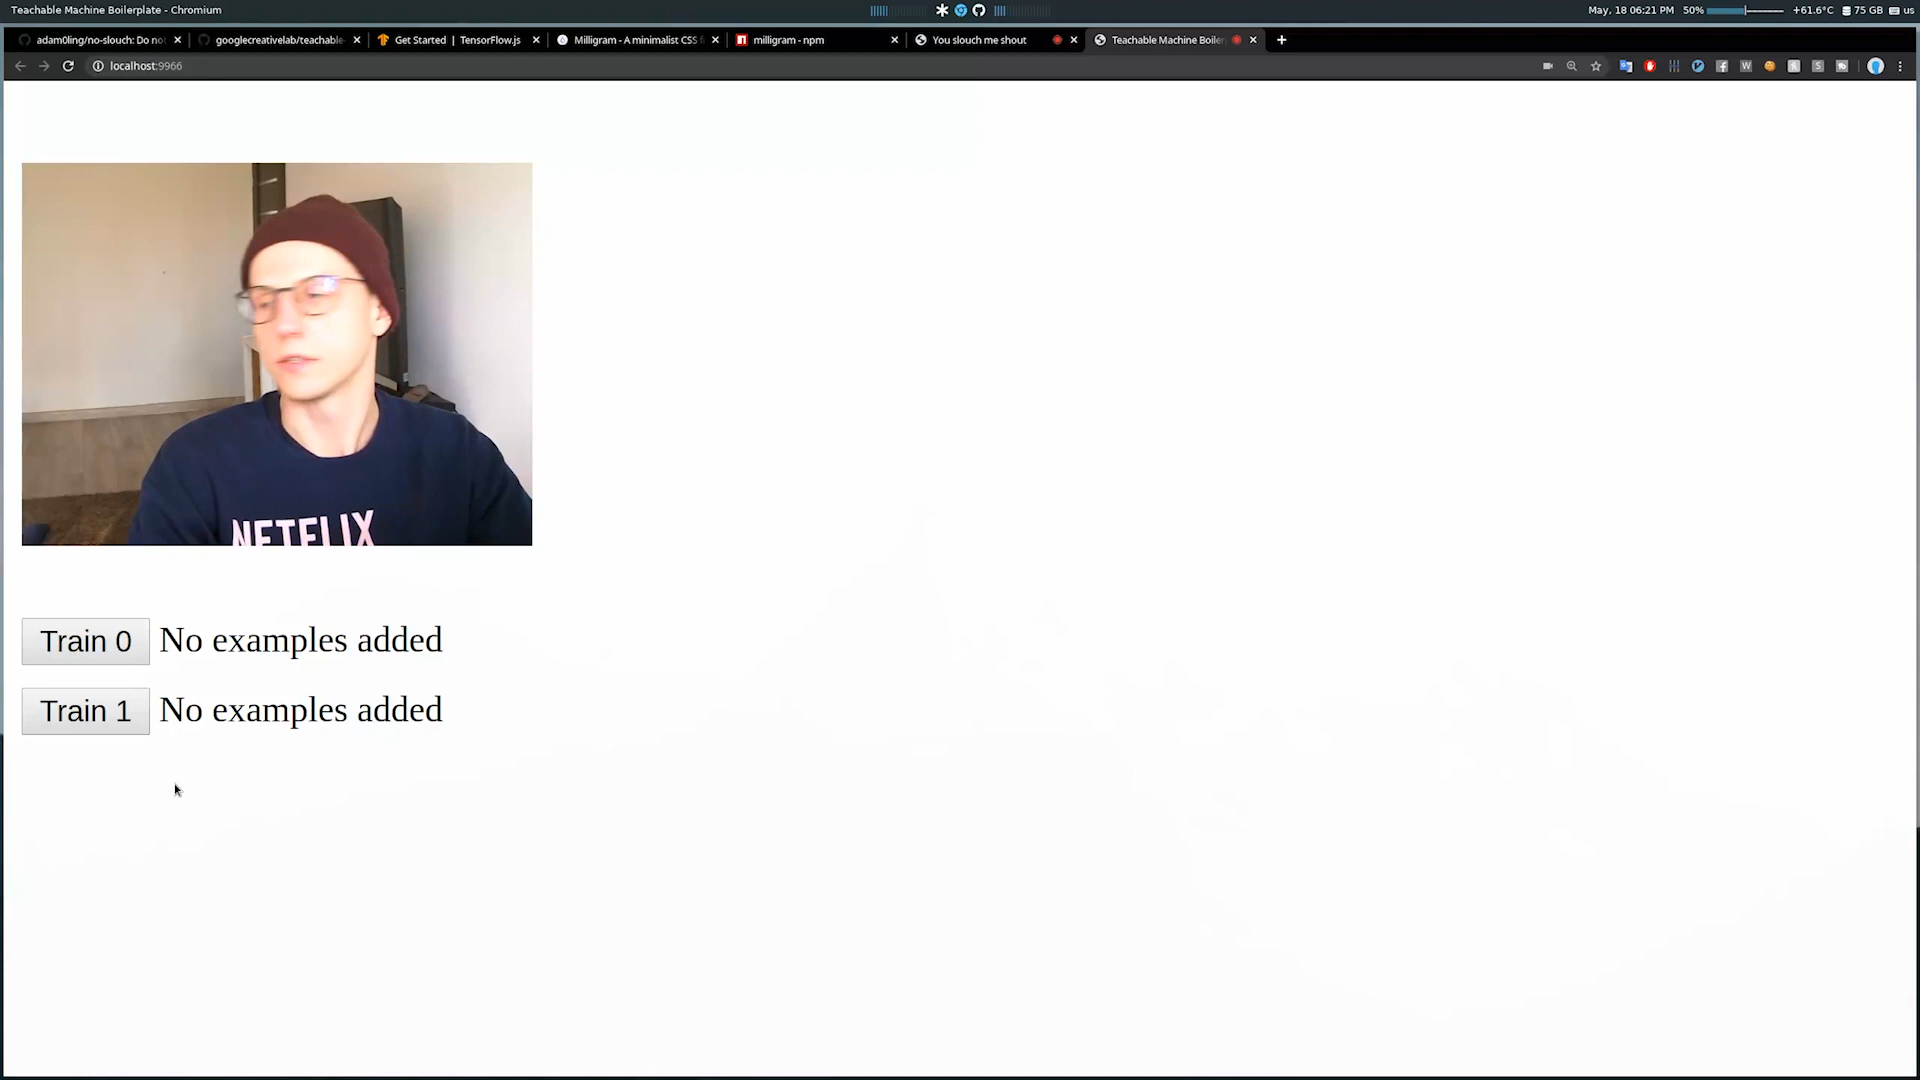 Teachable Machine Boilerplate - Chromium
May, 18 06:21 PM 50% +61.6°C 75 GB us
adam0ling/no-slouch: Do no
googlecreativelab/teachable-
Get Started | TensorFlow.js
Milligram - A minimalist CSS f
milligram - npm
You slouch me shout
Teachable Machine Boiler
localhost:9966
NETFLIX
Train 0 No examples added
Train 1 No examples added